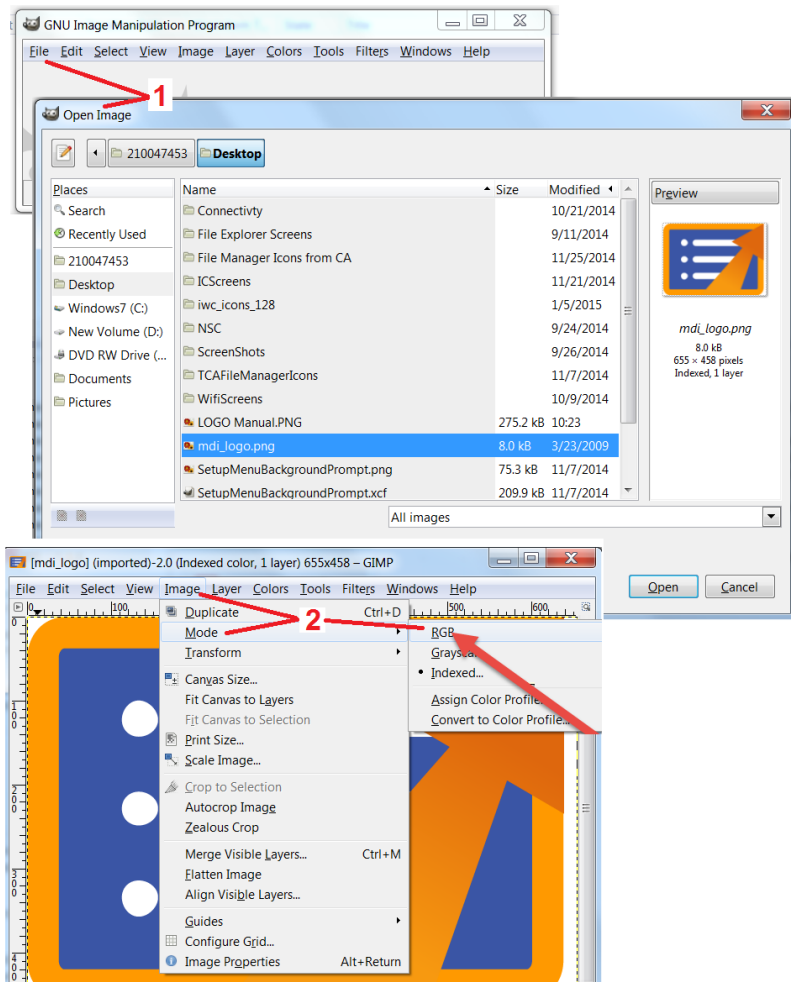 GNU Image Manipulation Program
File Edit Select View Image Layer Colors Tools Filters Windows Help
1
Open Image
210047453 Desktop
Places Name Size Modified Preview
Search Connectivty 10/21/2014
Recently Used File Explorer Screens 9/11/2014
210047453 File Manager Icons from CA 11/25/2014
Desktop ICScreens 11/21/2014
Windows7 (C:) iwc_icons_128 1/5/2015
New Volume (D:) NSC 9/24/2014 mdi_logo.png
DVD RW Drive (... ScreenShots 9/26/2014 8.0 kB
655 × 458 pixels
Documents TCAFileManagerIcons 11/7/2014 Indexed, 1 layer
Pictures WifiScreens 10/9/2014
LOGO Manual.PNG 275.2 kB 10:23
mdi_logo.png 8.0 kB 3/23/2009
SetupMenuBackgroundPrompt.png 75.3 kB 11/7/2014
SetupMenuBackgroundPrompt.xcf 209.9 kB 11/7/2014
All images
Open Cancel
[mdi_logo] (imported)-2.0 (Indexed color, 1 layer) 655x458 – GIMP
File Edit Select View Image Layer Colors Tools Filters Windows Help
0 100 500 600
Duplicate Ctrl+D
2
Mode RGB
Transform Graysca
Canvas Size... Indexed...
Fit Canvas to Layers Assign Color Profile...
Fit Canvas to Selection Convert to Color Profile...
Print Size...
Scale Image...
Crop to Selection
Autocrop Image
Zealous Crop
Merge Visible Layers... Ctrl+M
Flatten Image
Align Visible Layers...
Guides
Configure Grid...
Image Properties Alt+Return